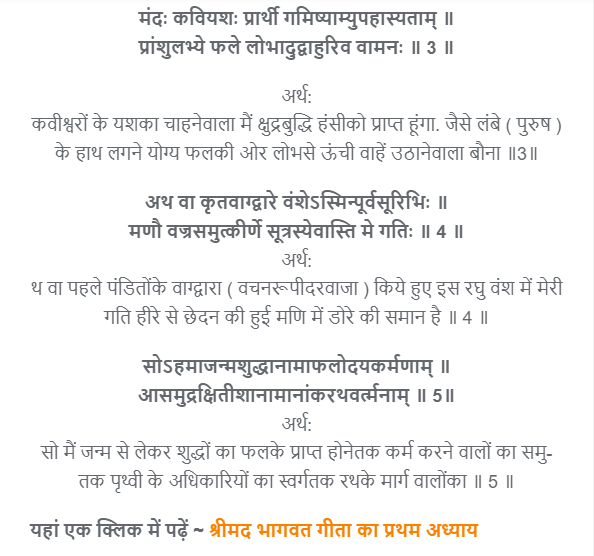 मंदः कवियशः प्रार्थी गमिष्याम्युपहास्यताम् ॥
प्रांशुलभ्ये फले लोभादुद्वाहुरिव वामनः ॥ 3 ॥
अर्थ:
कवीश्वरों के यशका चाहनेवाला मैं क्षुद्रबुद्धि हंसीको प्राप्त हूंगा. जैसे लंबे ( पुरुष )
के हाथ लगने योग्य फलकी ओर लोभसे ऊंची वाहें उठानेवाला बौना ॥3॥
अथ वा कृतवाग्द्वारे वंशेऽस्मिन्पूर्वसूरिभिः ॥
मणौ वज्रसमुत्कीर्णे सूत्रस्येवास्ति मे गतिः ॥ 4 ॥
अर्थ:
थ वा पहले पंडितोंके वाग्द्वारा ( वचनरूपीदरवाजा ) किये हुए इस रघु वंश में मेरी
गति हीरे से छेदन की हुई मणि में डोरे की समान है ॥ 4 ॥
सोऽहमाजन्मशुद्धानामाफलोदयकर्मणाम् ॥
आसमुद्रक्षितीशानामानांकरथवर्त्मनाम् ॥ 5॥
अर्थ:
सो मैं जन्म से लेकर शुद्धों का फलके प्राप्त होनेतक कर्म करने वालों का समु-
तक पृथ्वी के अधिकारियों का स्वर्गतक रथके मार्ग वालोंका ॥ 5 ॥
यहां एक क्लिक में पढ़ें ~ श्रीमद भागवत गीता का प्रथम अध्याय